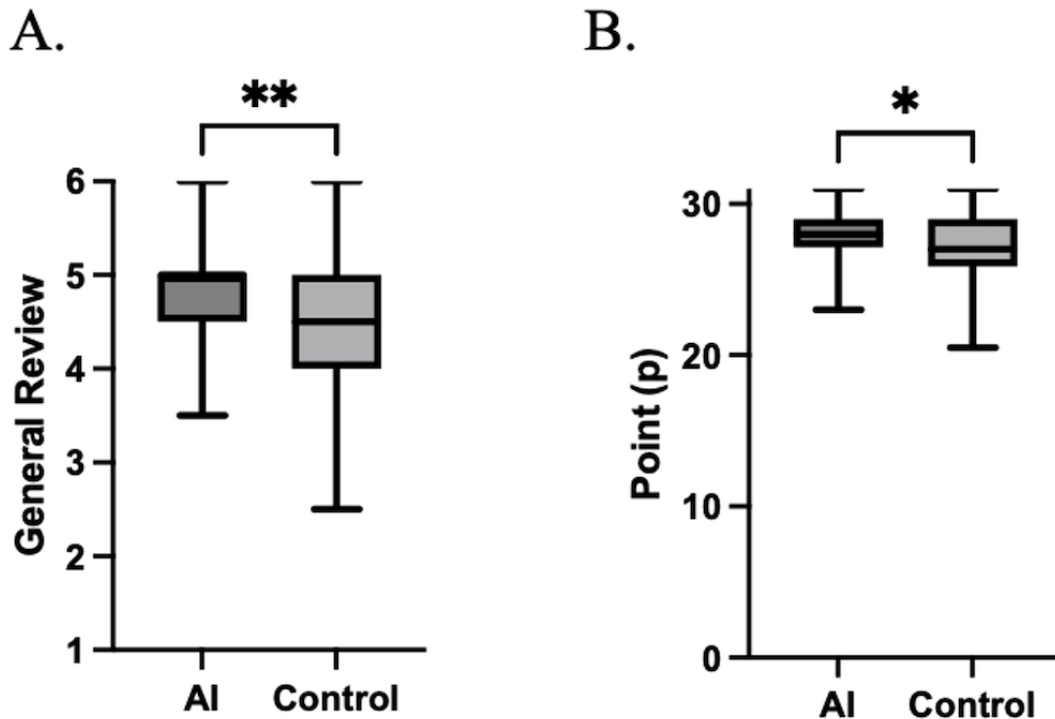 A.
**
General Review
6
5
4
3
2
1
AI Control
B.
*
Point (p)
30
20
10
0
AI Control